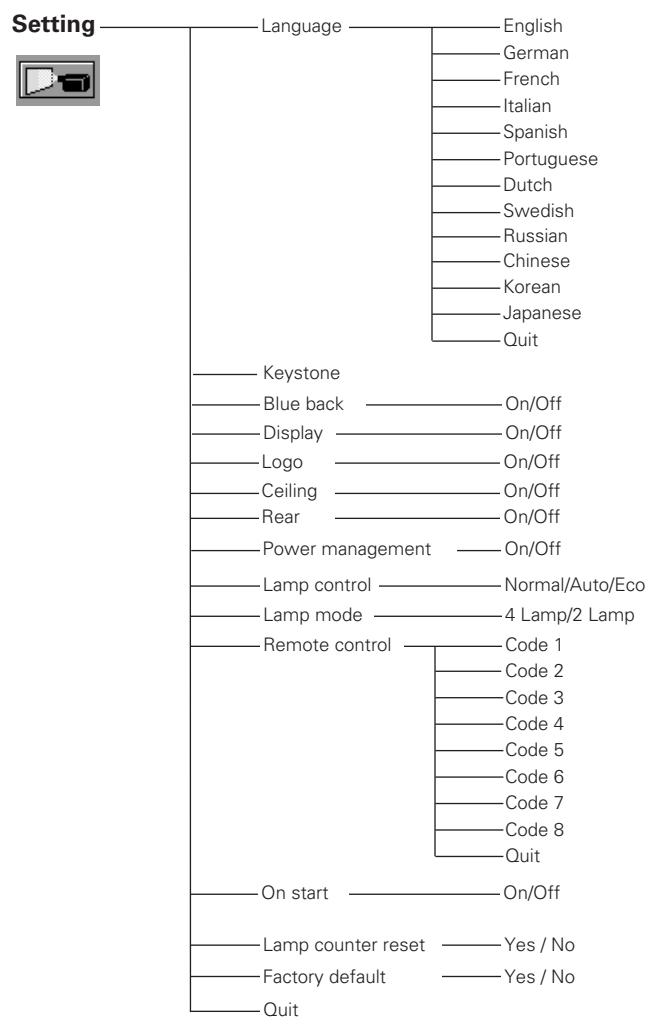 Setting Language English
German
French
Italian
Spanish
Portuguese
Dutch
Swedish
Russian
Chinese
Korean
Japanese
Quit
Keystone
Blue back On/Off
Display On/Off
Logo On/Off
Ceiling On/Off
Rear On/Off
Power management On/Off
Lamp control Normal/Auto/Eco
Lamp mode 4 Lamp/2 Lamp
Remote control Code 1
Code 2
Code 3
Code 4
Code 5
Code 6
Code 7
Code 8
Quit
On start On/Off
Lamp counter reset Yes / No
Factory default Yes / No
Quit